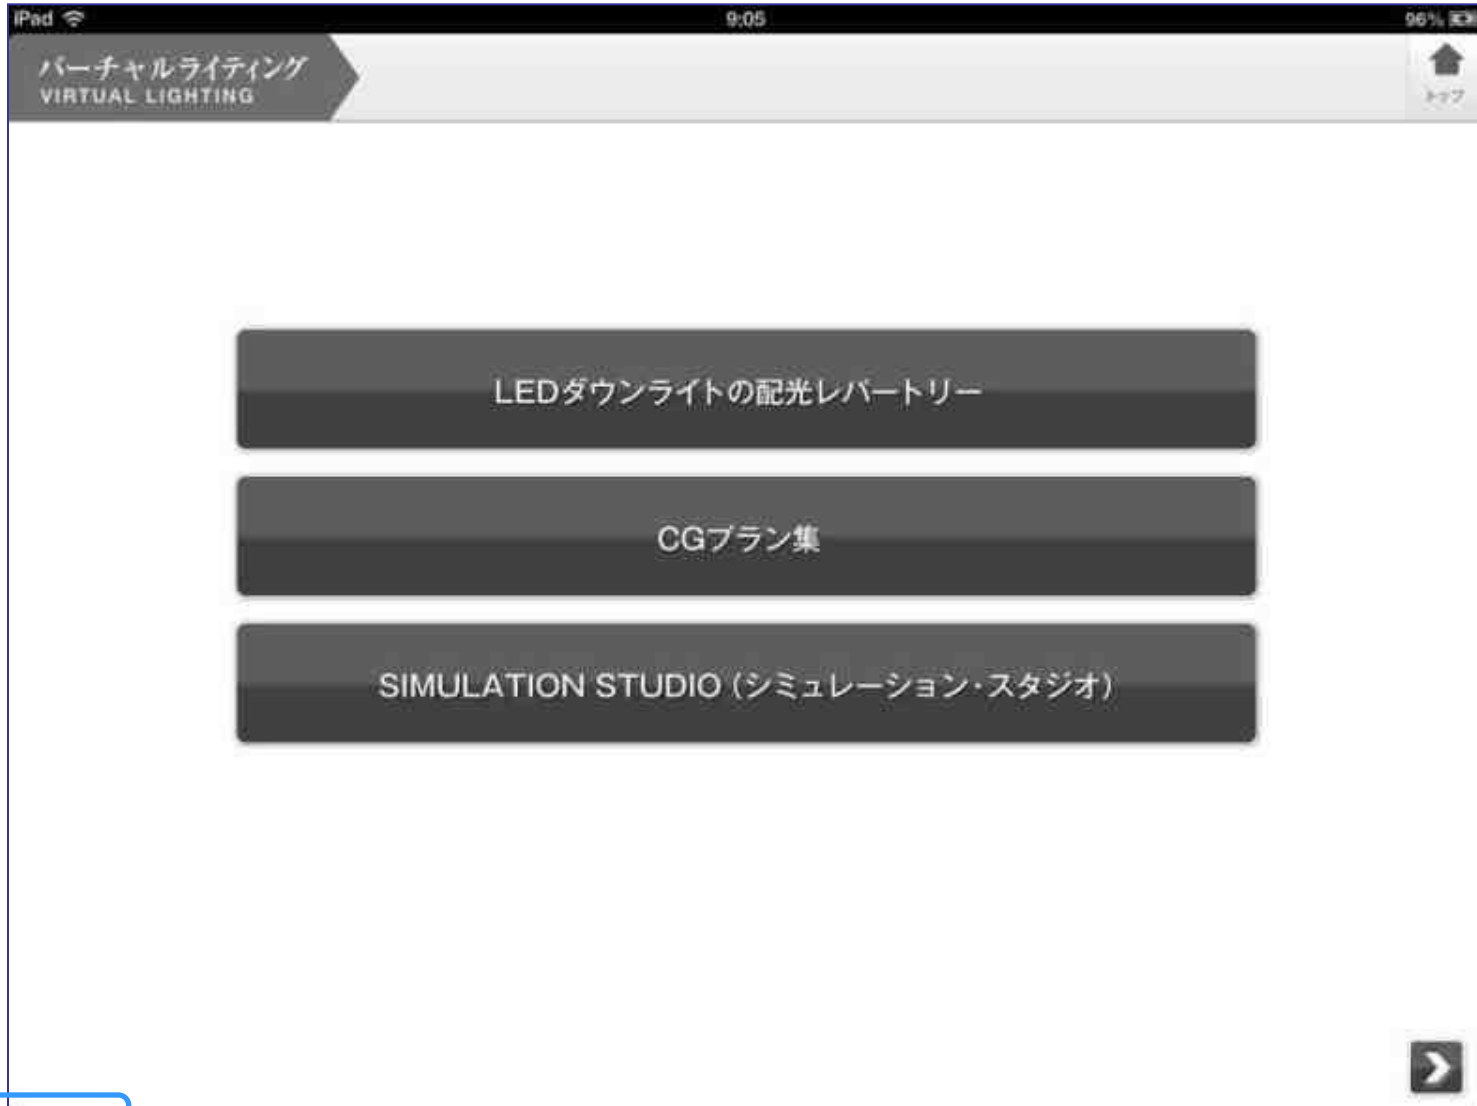 iPad
9:05
96%
バーチャルライティング
VIRTUAL LIGHTING
トップ
LEDダウンライトの配光レパートリー
CGプラン集
SIMULATION STUDIO（シミュレーション・スタジオ）